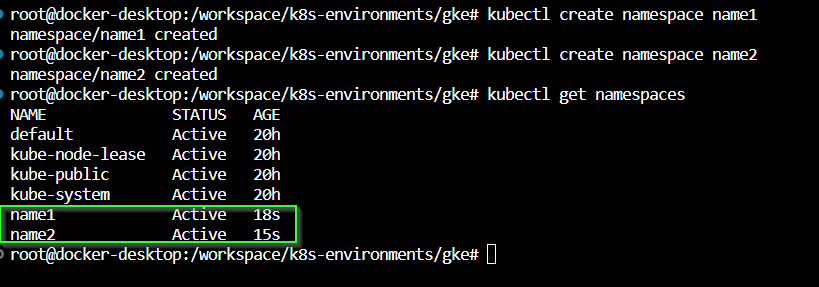 root@docker-desktop:/workspace/k8s-environments/gke# kubectl create namespace name1
namespace/name1 created
root@docker-desktop:/workspace/k8s-environments/gke# kubectl create namespace name2
namespace/name2 created
root@docker-desktop:/workspace/k8s-environments/gke# kubectl get namespaces
NAME              STATUS   AGE
default           Active   20h
kube-node-lease   Active   20h
kube-public       Active   20h
kube-system       Active   20h
name1             Active   18s
name2             Active   15s
root@docker-desktop:/workspace/k8s-environments/gke#